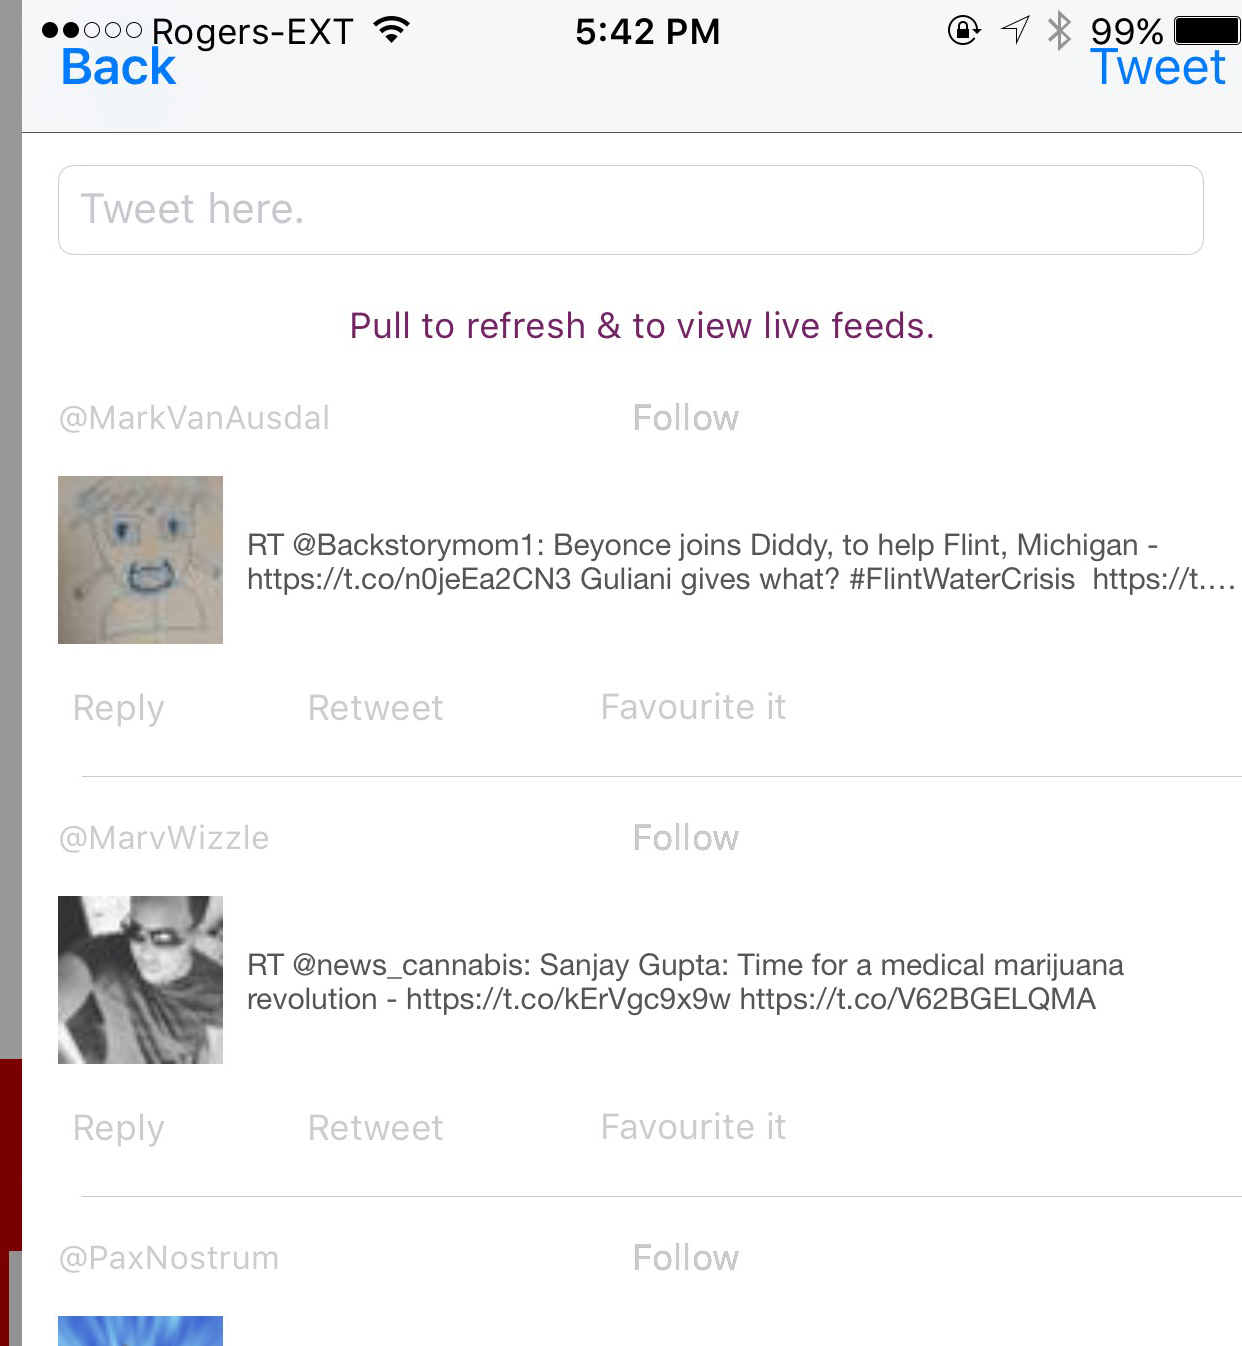 Rogers-EXT 5:42 PM 99%
Back Tweet
Tweet here.
Pull to refresh & to view live feeds.
@MarkVanAusdal Follow
RT @Backstorymom1: Beyonce joins Diddy, to help Flint, Michigan -
https://t.co/n0jeEa2CN3 Guliani gives what? #FlintWaterCrisis  https://t.…
Reply Retweet Favourite it
@MarvWizzle Follow
RT @news_cannabis: Sanjay Gupta: Time for a medical marijuana
revolution - https://t.co/kErVgc9x9w https://t.co/V62BGELQMA
Reply Retweet Favourite it
@PaxNostrum Follow